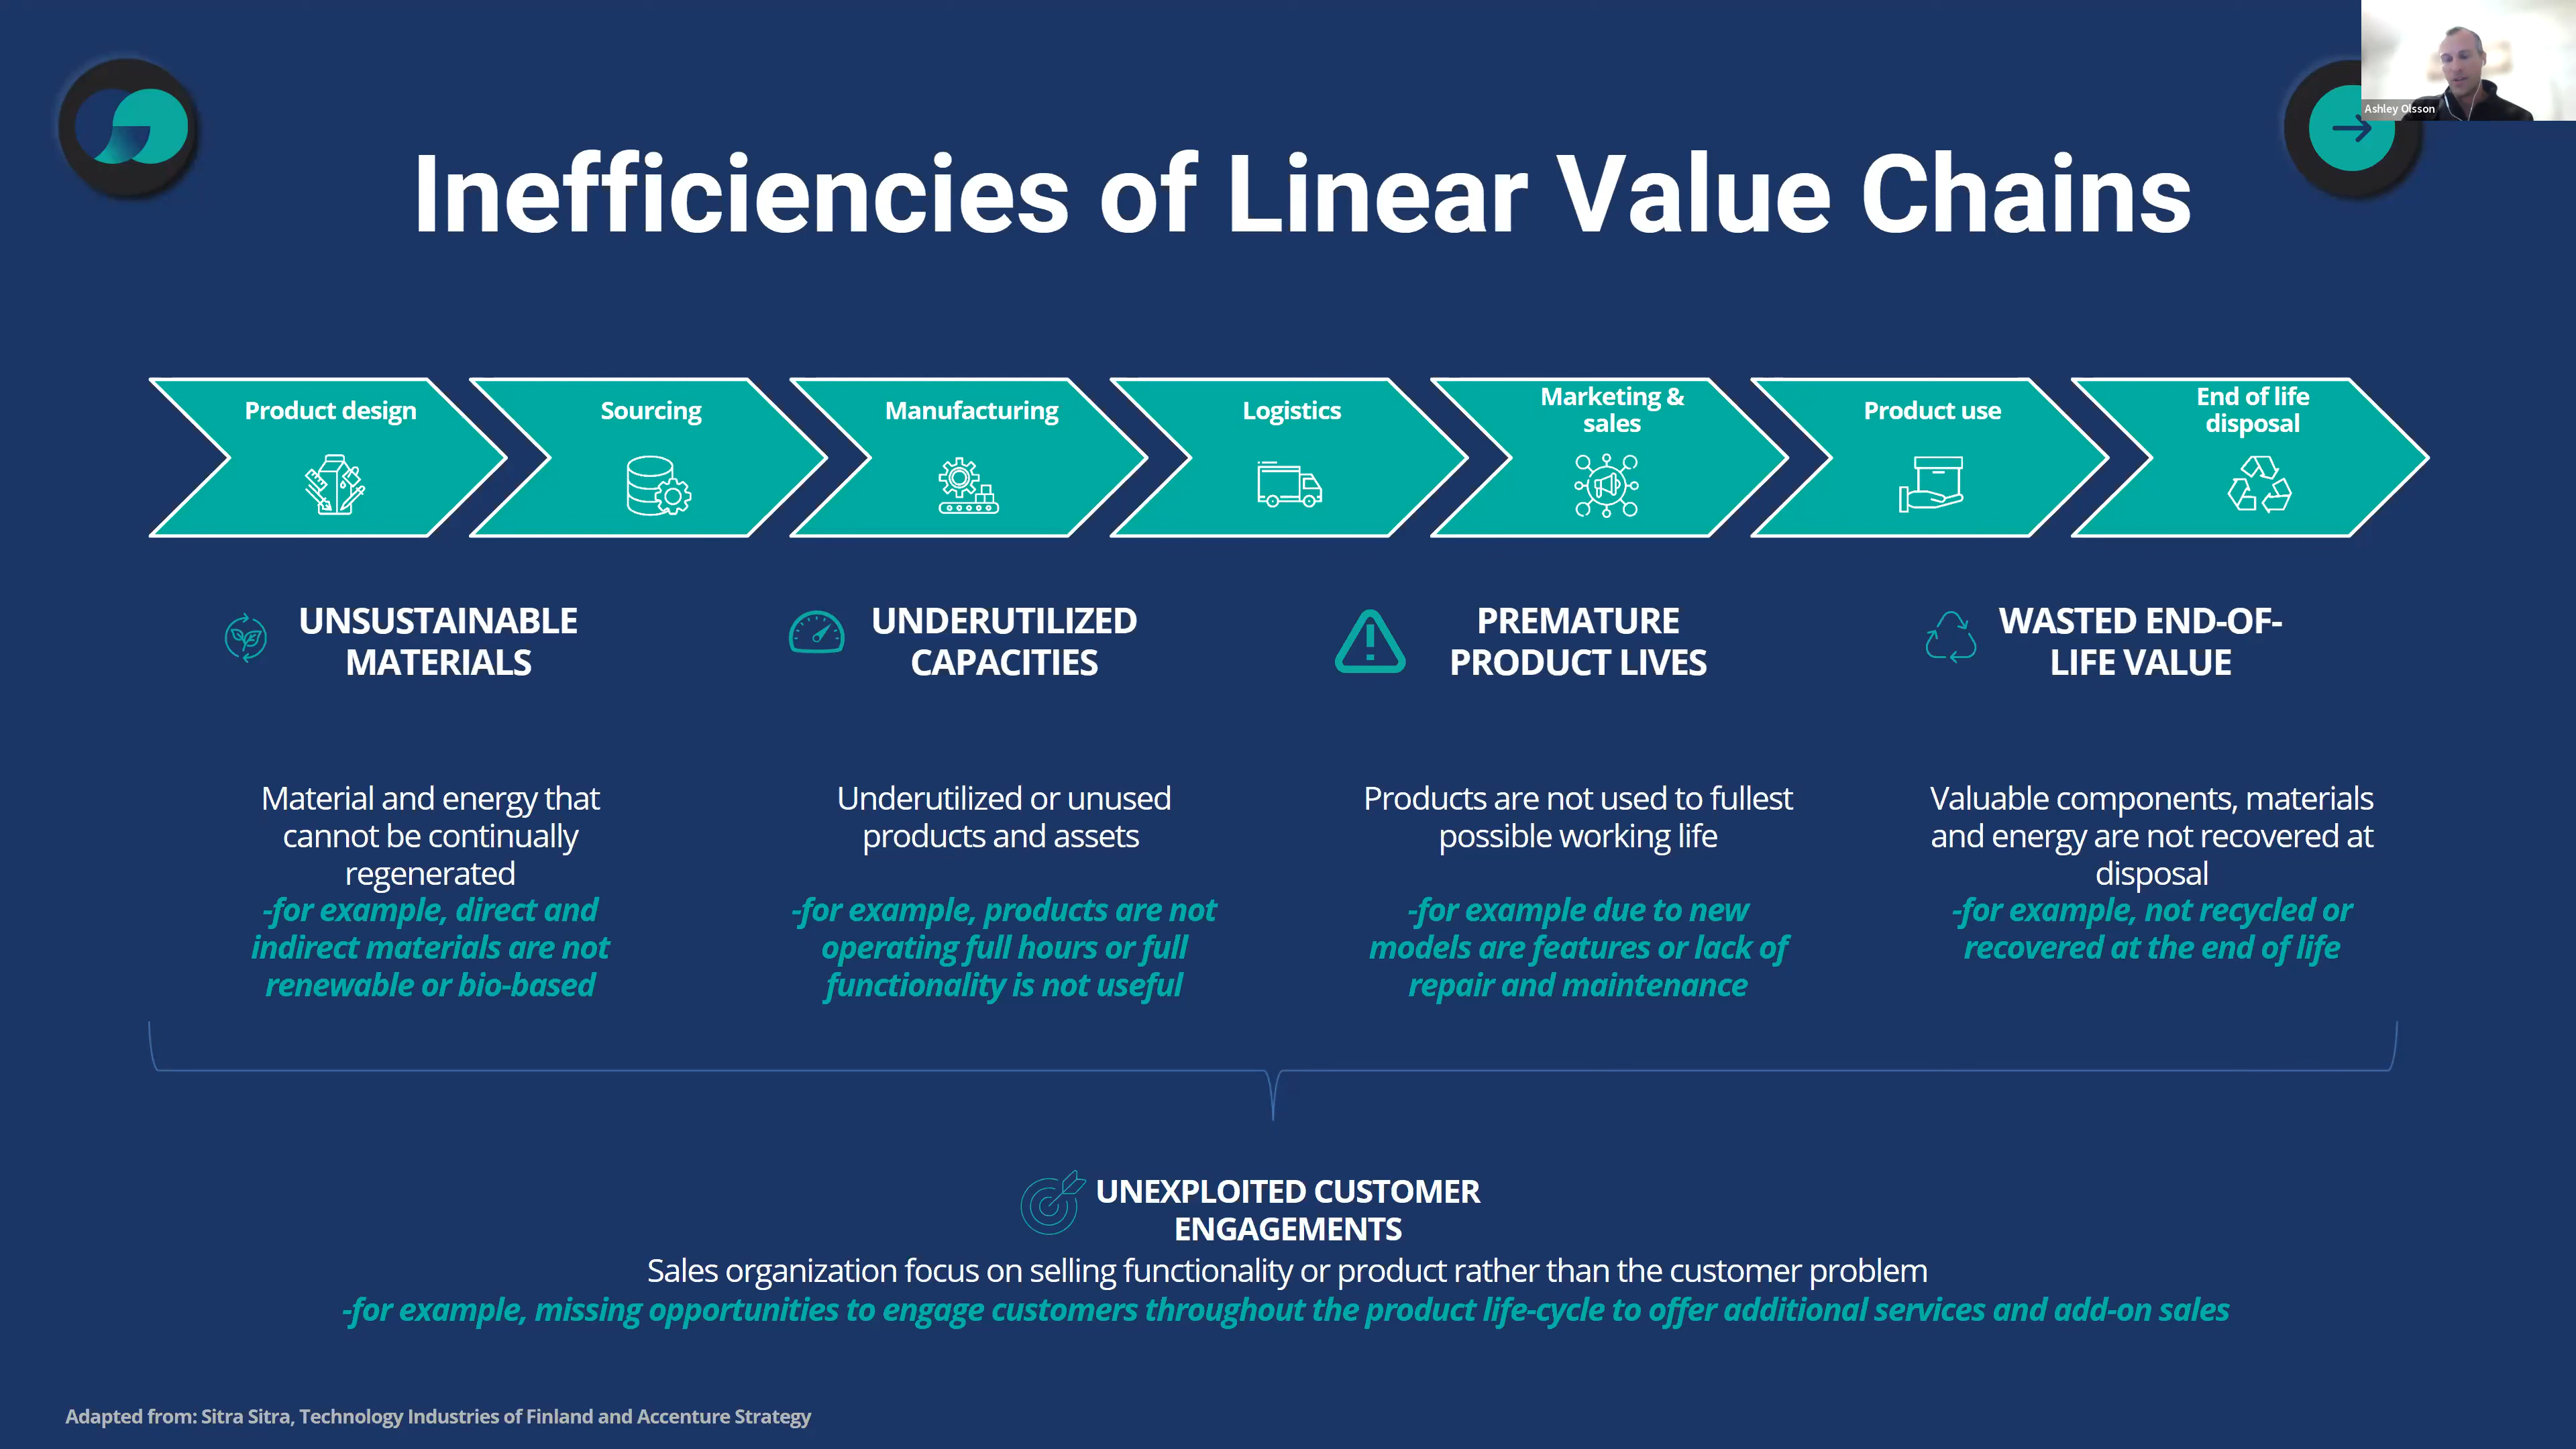 Ashley Olsson
Inefficiencies of Linear Value Chains
Product design
Sourcing
Manufacturing
Logistics
Marketing &
sales
Product use
End of life
disposal
UNSUSTAINABLE
MATERIALS
UNDERUTILIZED
CAPACITIES
PREMATURE
PRODUCT LIVES
WASTED END-OF-
LIFE VALUE
Material and energy that
cannot be continually
regenerated
-for example, direct and
indirect materials are not
renewable or bio-based
Underutilized or unused
products and assets
-for example, products are not
operating full hours or full
functionality is not useful
Products are not used to fullest
possible working life
-for example due to new
models are features or lack of
repair and maintenance
Valuable components, materials
and energy are not recovered at
disposal
-for example, not recycled or
recovered at the end of life
UNEXPLOITED CUSTOMER
ENGAGEMENTS
Sales organization focus on selling functionality or product rather than the customer problem
-for example, missing opportunities to engage customers throughout the product life-cycle to offer additional services and add-on sales
Adapted from: Sitra Sitra, Technology Industries of Finland and Accenture Strategy